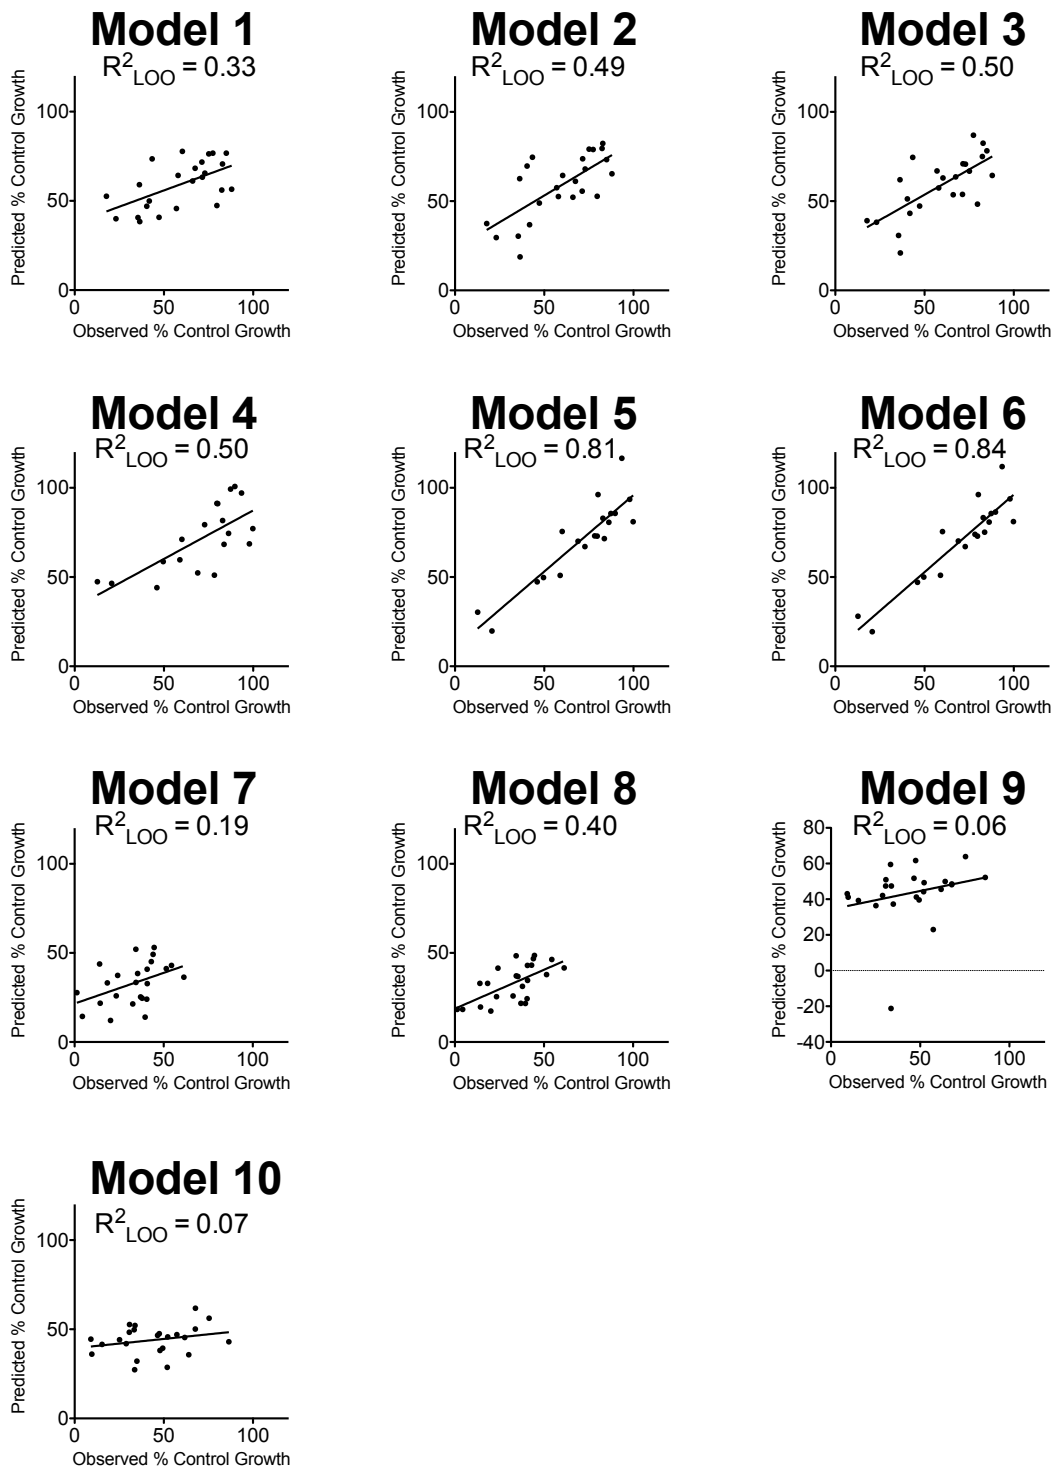 Model 1
R²LOO = 0.33
Predicted % Control Growth
100
50
0
0 50 100
Observed % Control Growth
Model 2
R²LOO = 0.49
Predicted % Control Growth
100
50
0
0 50 100
Observed % Control Growth
Model 3
R²LOO = 0.50
Predicted % Control Growth
100
50
0
0 50 100
Observed % Control Growth
Model 4
R²LOO = 0.50
Predicted % Control Growth
100
50
0
0 50 100
Observed % Control Growth
Model 5
R²LOO = 0.81
Predicted % Control Growth
100
50
0
0 50 100
Observed % Control Growth
Model 6
R²LOO = 0.84
Predicted % Control Growth
100
50
0
0 50 100
Observed % Control Growth
Model 7
R²LOO = 0.19
Predicted % Control Growth
100
50
0
0 50 100
Observed % Control Growth
Model 8
R²LOO = 0.40
Predicted % Control Growth
100
50
0
0 50 100
Observed % Control Growth
Model 9
R²LOO = 0.06
Predicted % Control Growth
80
60
40
20
0
-20
-40
0 50 100
Observed % Control Growth
Model 10
R²LOO = 0.07
Predicted % Control Growth
100
50
0
0 50 100
Observed % Control Growth